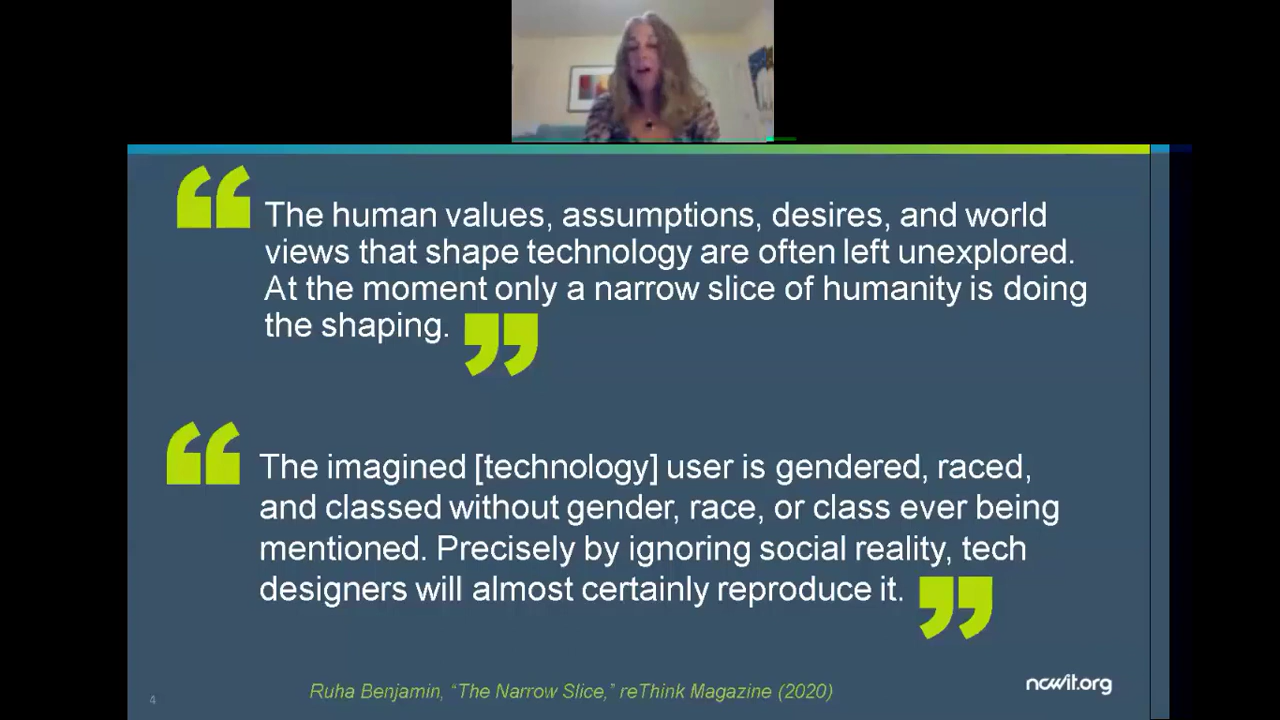 “The human values, assumptions, desires, and world
views that shape technology are often left unexplored.
At the moment only a narrow slice of humanity is doing
the shaping.”
“The imagined [technology] user is gendered, raced,
and classed without gender, race, or class ever being
mentioned. Precisely by ignoring social reality, tech
designers will almost certainly reproduce it.”
4
Ruha Benjamin, “The Narrow Slice,” reThink Magazine (2020)
ncwit.org